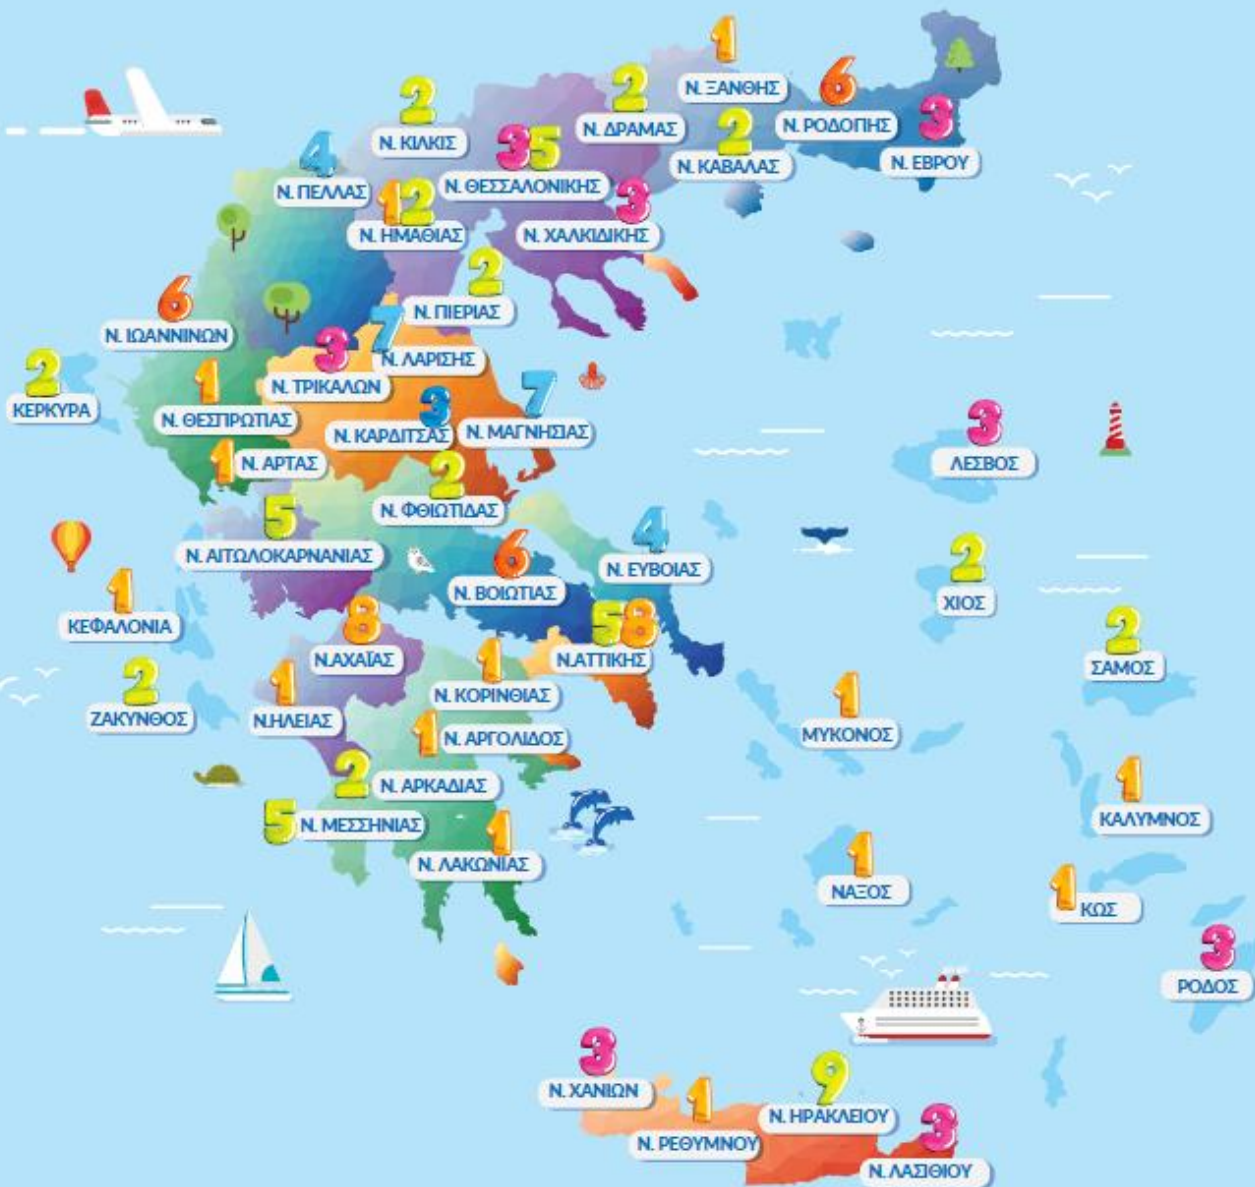 1
Ν. ΞΑΝΘΗΣ
6
Ν. ΡΟΔΟΠΗΣ
3
Ν. ΕΒΡΟΥ
2
Ν. ΔΡΑΜΑΣ
2
Ν. ΚΑΒΑΛΑΣ
2
Ν. ΚΙΛΚΙΣ
35
Ν. ΘΕΣΣΑΛΟΝΙΚΗΣ
4
Ν. ΠΕΛΛΑΣ
12
Ν. ΗΜΑΘΙΑΣ
3
Ν. ΧΑΛΚΙΔΙΚΗΣ
2
Ν. ΠΙΕΡΙΑΣ
6
Ν. ΙΩΑΝΝΙΝΩΝ
7
Ν. ΛΑΡΙΣΗΣ
3
Ν. ΤΡΙΚΑΛΩΝ
2
ΚΕΡΚΥΡΑ
1
Ν. ΘΕΣΠΡΩΤΙΑΣ
3
Ν. ΚΑΡΔΙΤΣΑΣ
7
Ν. ΜΑΓΝΗΣΙΑΣ
1
Ν. ΑΡΤΑΣ
3
ΛΕΣΒΟΣ
2
Ν. ΦΘΙΩΤΙΔΑΣ
5
Ν. ΑΙΤΩΛΟΚΑΡΝΑΝΙΑΣ
4
Ν. ΕΥΒΟΙΑΣ
6
Ν. ΒΟΙΩΤΙΑΣ
2
ΧΙΟΣ
1
ΚΕΦΑΛΟΝΙΑ
8
Ν.ΑΧΑΪΑΣ
58
Ν.ΑΤΤΙΚΗΣ
2
ΣΑΜΟΣ
1
Ν. ΚΟΡΙΝΘΙΑΣ
2
ΖΑΚΥΝΘΟΣ
1
Ν.ΗΛΕΙΑΣ
1
Ν. ΑΡΓΟΛΙΔΟΣ
1
ΜΥΚΟΝΟΣ
2
Ν. ΑΡΚΑΔΙΑΣ
5
Ν. ΜΕΣΣΗΝΙΑΣ
1
ΚΑΛΥΜΝΟΣ
1
Ν. ΛΑΚΩΝΙΑΣ
1
ΝΑΞΟΣ
1
ΚΩΣ
3
ΡΟΔΟΣ
3
Ν. ΧΑΝΙΩΝ
1
Ν. ΡΕΘΥΜΝΟΥ
9
Ν. ΗΡΑΚΛΕΙΟΥ
3
Ν. ΛΑΣΙΘΙΟΥ